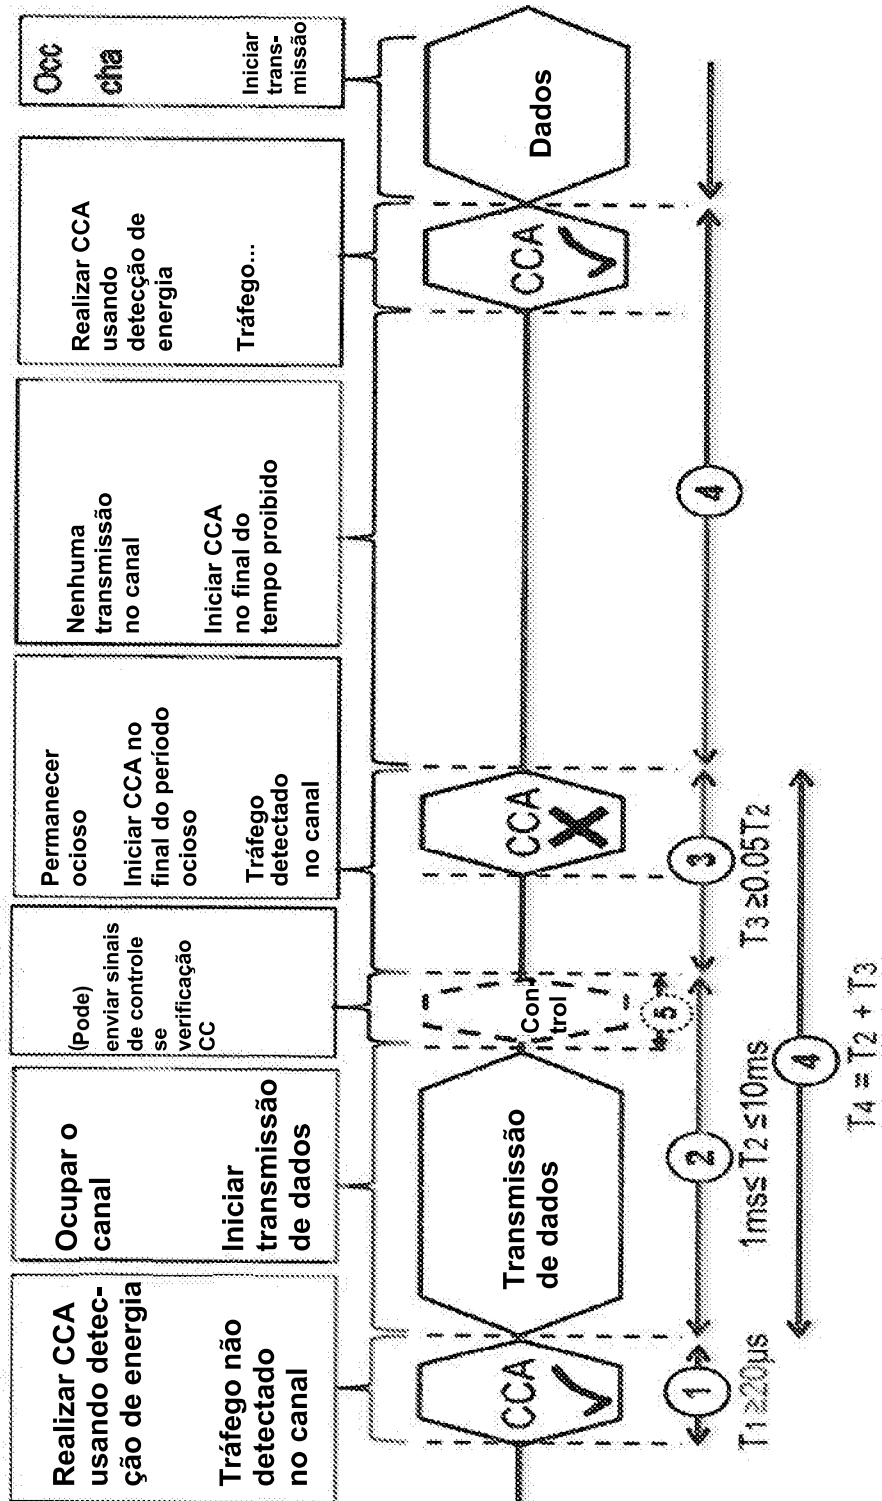 Realizar CCA
usando detec-
ção de energia
Tráfego não
detectado
no canal
Ocupar o
canal
Iniciar
transmissão
de dados
(Pode)
enviar sinais
de controle
se
verificação
CC
Permanecer
ocioso
Iniciar CCA no
final do período
ocioso
Tráfego
detectado
no canal
Nenhuma
transmissão
no canal
Iniciar CCA
no final do
tempo proibido
Realizar CCA
usando
detecção de
energia
Tráfego...
Occ
cha
Iniciar
trans-
missão
CCA
Transmissão
de dados
Con
trol
CCA
CCA
Dados
1
2
5
3
4
T1≥20µs
1ms≤ T2 ≤10ms
T3≥0.05T2
4
T4 = T2 + T3